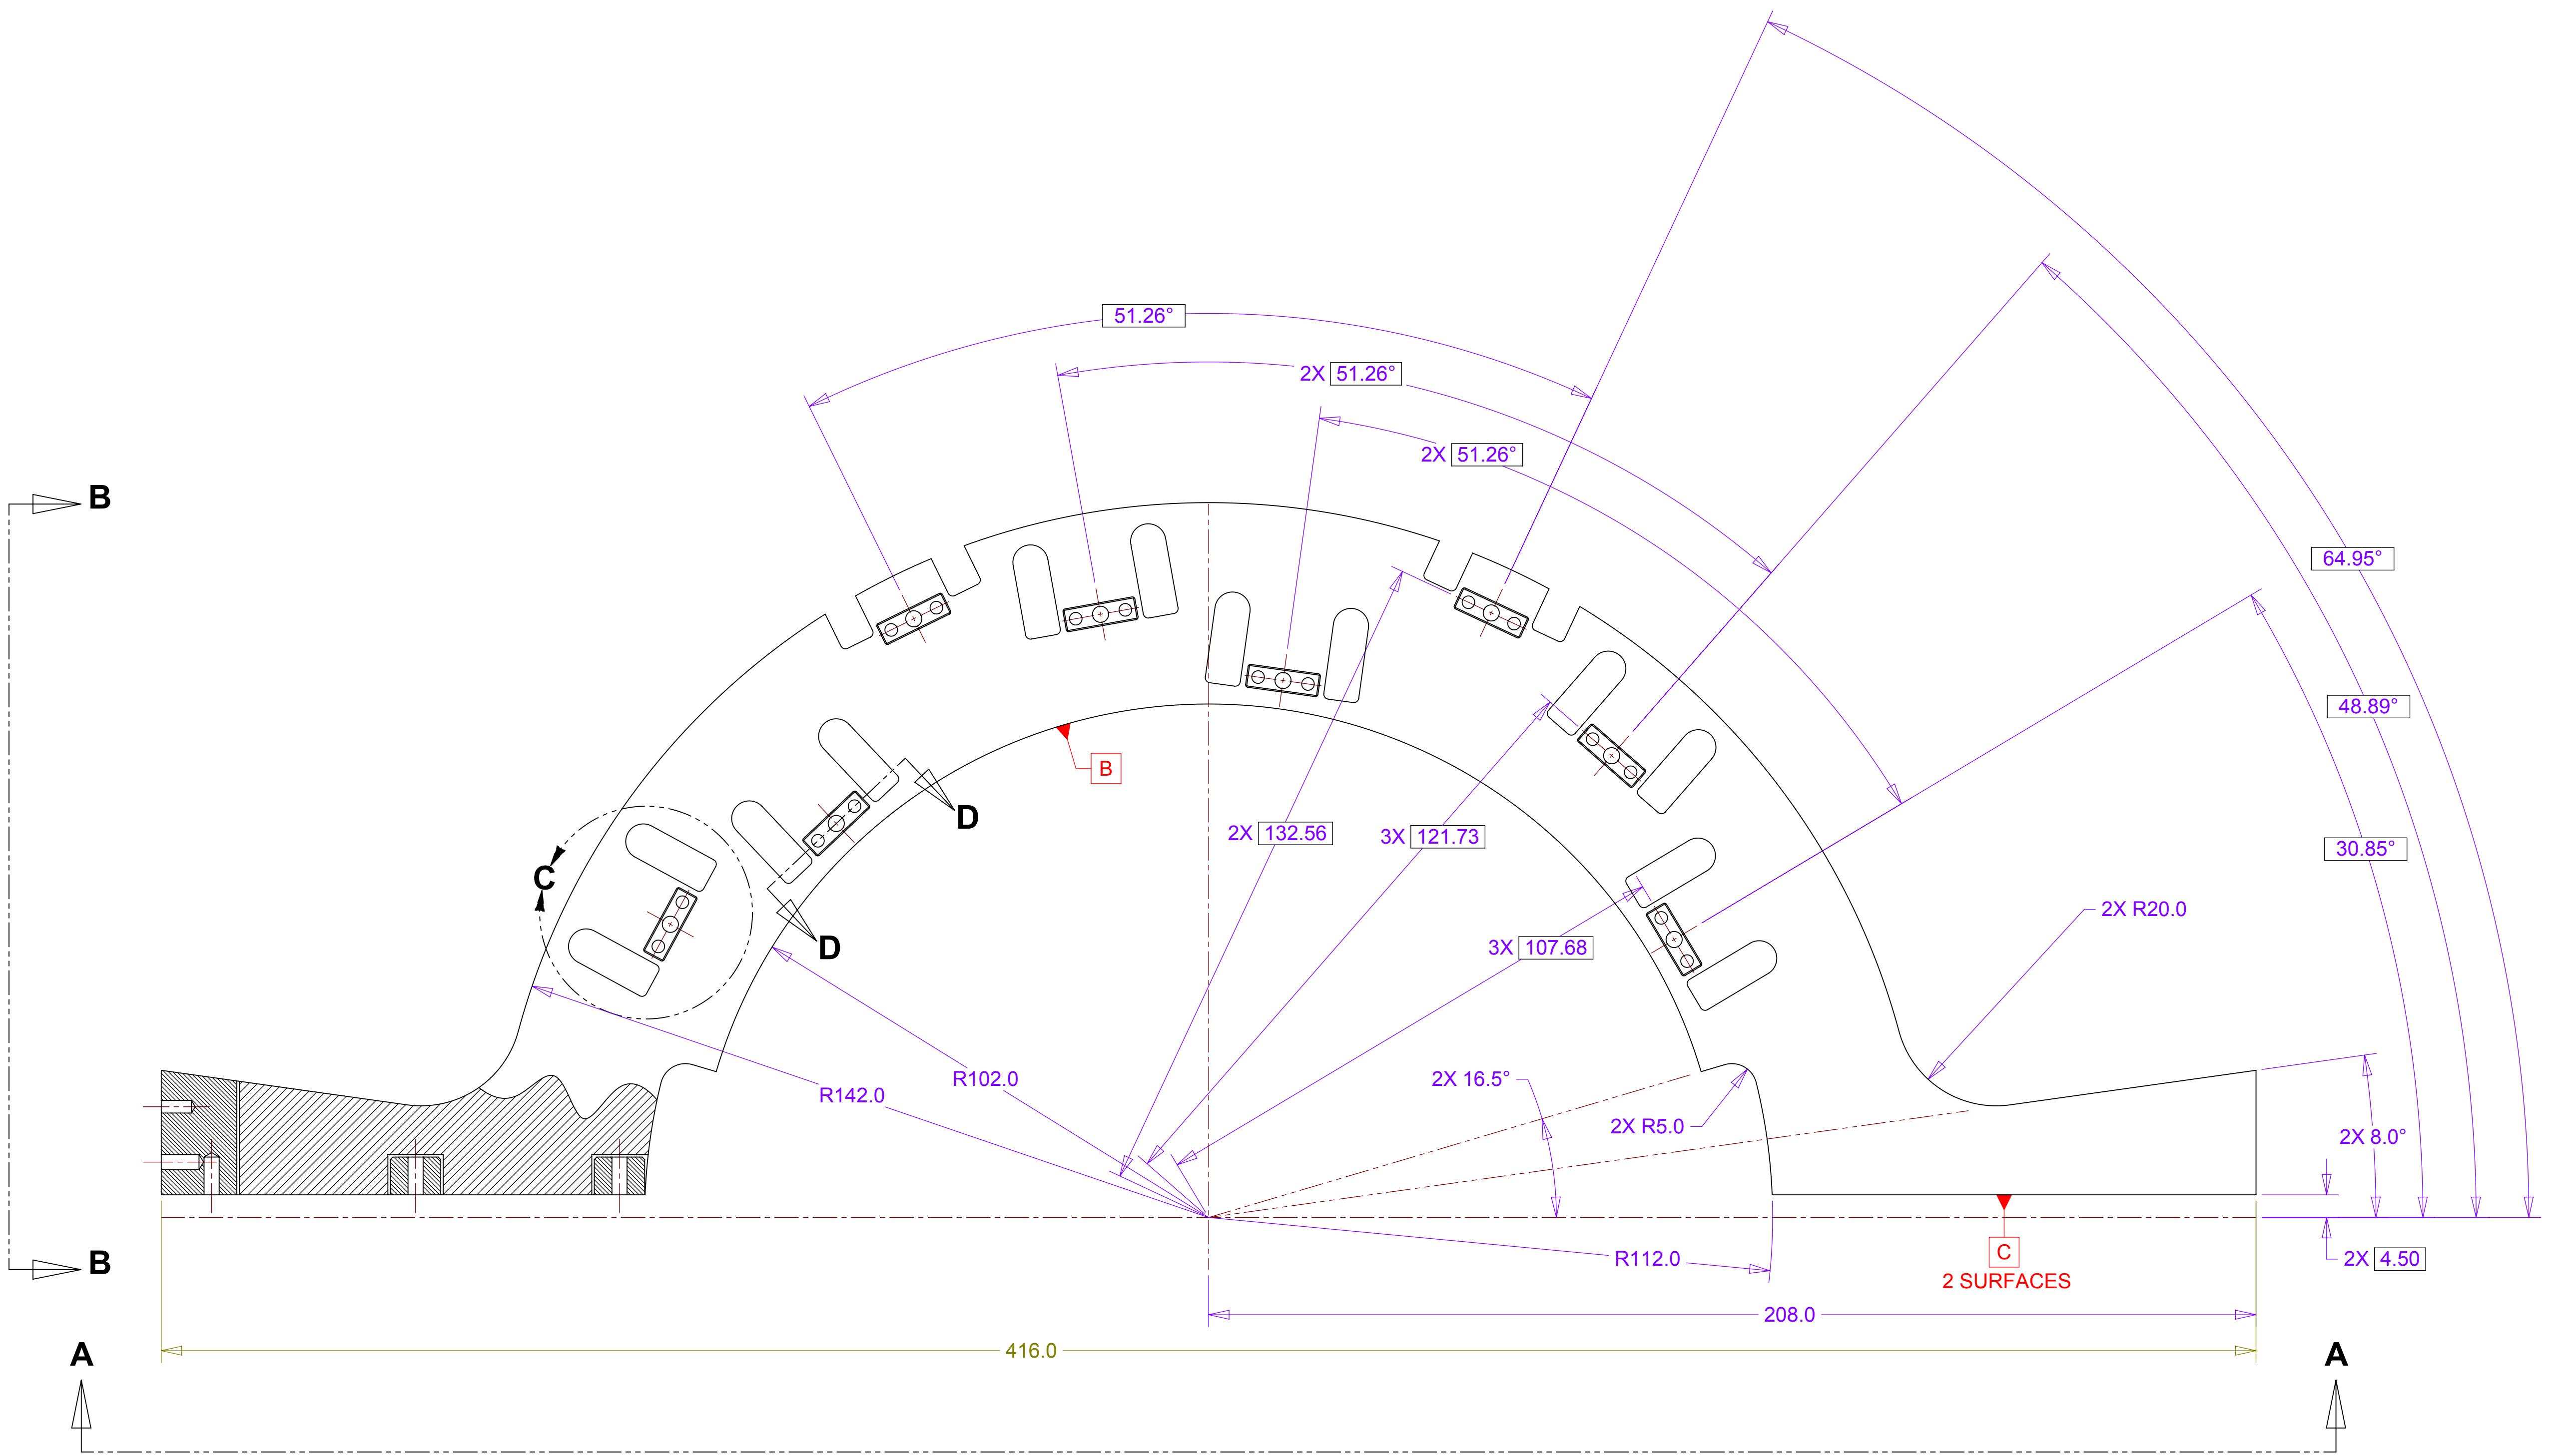 51.26°
2X 51.26°
2X 51.26°
B
64.95°
48.89°
B
D
2X 132.56
3X 121.73
30.85°
C
2X R20.0
D
3X 107.68
R102.0
R142.0
2X 16.5°
2X R5.0
2X 8.0°
B
R112.0
C
2 SURFACES
2X 4.50
208.0
416.0
A
A